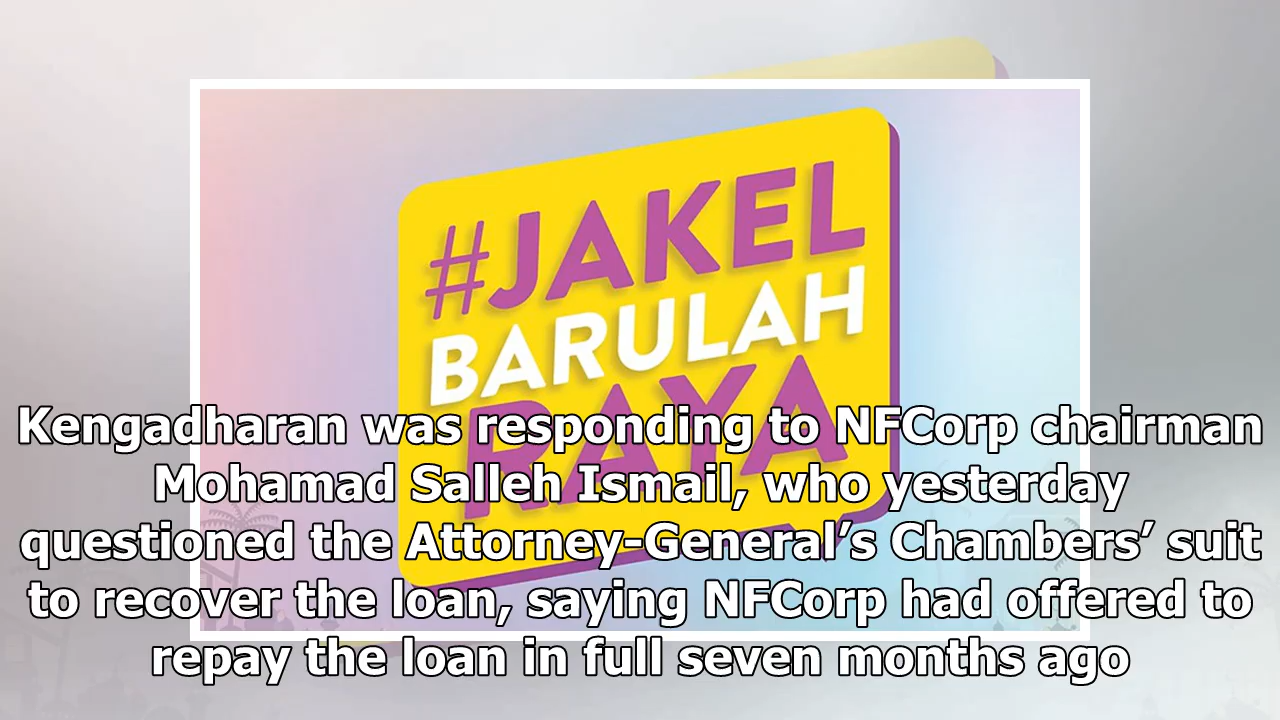 #JAKEL
BARULAH
RAYA
Kengadharan was responding to NFCorp chairman
Mohamad Salleh Ismail, who yesterday
questioned the Attorney-General’s Chambers’ suit
to recover the loan, saying NFCorp had offered to
repay the loan in full seven months ago